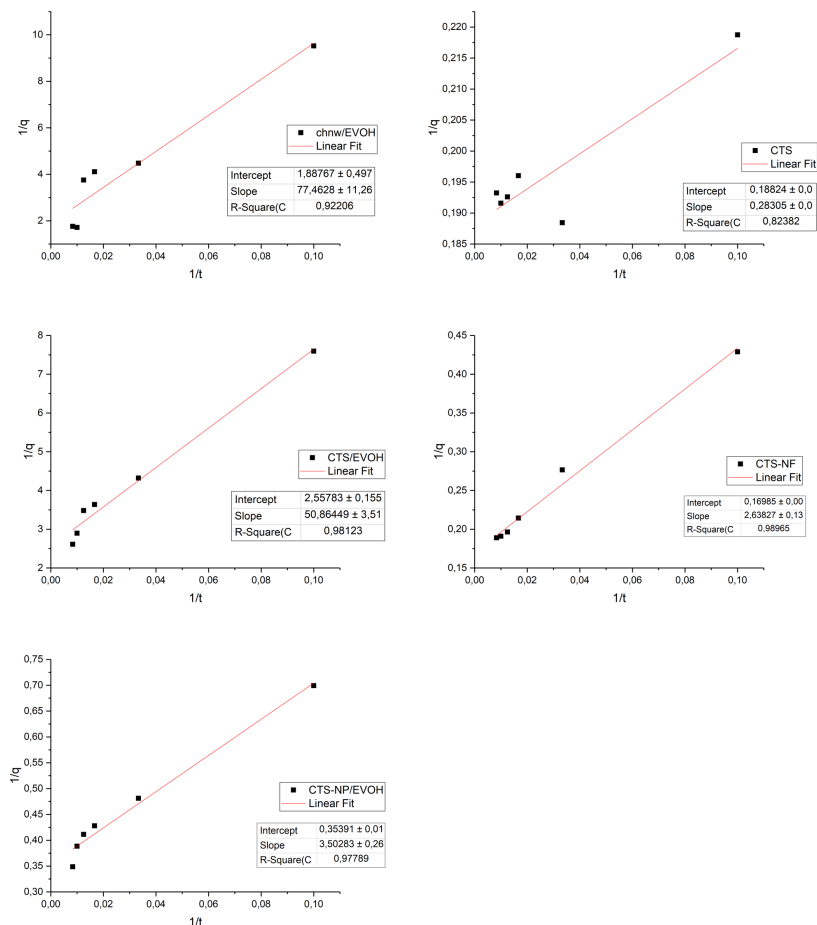 10
8
6
4
2
1/q
0,00 0,02 0,04 0,06 0,08 0,10
1/t
chnw/EVOH
Linear Fit
Intercept 1,88767 ± 0,497
Slope 77,4628 ± 11,26
R-Square(C 0,92206
0,220
0,215
0,210
0,205
0,200
0,195
0,190
0,185
1/q
0,00 0,02 0,04 0,06 0,08 0,10
1/t
CTS
Linear Fit
Intercept 0,18824 ± 0,0
Slope 0,28305 ± 0,0
R-Square(C 0,82382
8
7
6
5
4
3
2
1/q
0,00 0,02 0,04 0,06 0,08 0,10
1/t
CTS/EVOH
Linear Fit
Intercept 2,55783 ± 0,155
Slope 50,86449 ± 3,51
R-Square(C 0,98123
0,45
0,40
0,35
0,30
0,25
0,20
0,15
1/q
0,00 0,02 0,04 0,06 0,08 0,10
1/t
CTS-NF
Linear Fit
Intercept 0,16985 ± 0,00
Slope 2,63827 ± 0,13
R-Square(C 0,98965
0,75
0,70
0,65
0,60
0,55
0,50
0,45
0,40
0,35
0,30
1/q
0,00 0,02 0,04 0,06 0,08 0,10
1/t
CTS-NP/EVOH
Linear Fit
Intercept 0,35391 ± 0,01
Slope 3,50283 ± 0,26
R-Square(C 0,97789